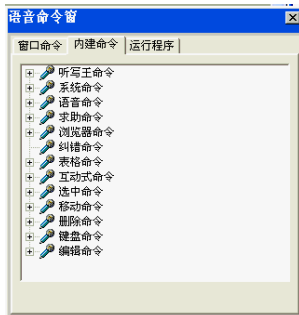 语音命令窗
窗口命令 内建命令 运行程序
听写王命令
系统命令
语音命令
求助命令
浏览器命令
纠错命令
表格命令
互动式命令
选中命令
移动命令
删除命令
键盘命令
编辑命令